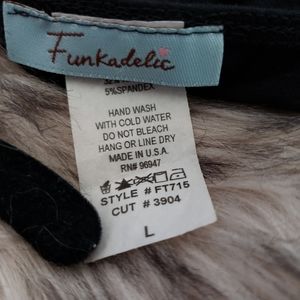 Funkadelic
5%SPANDEX
HAND WASH
WITH COLD WATER
DO NOT BLEACH
HANG OR LINE DRY
MADE IN U.S.A.
RN# 96947
STYLE # FT715
CUT # 3904
L